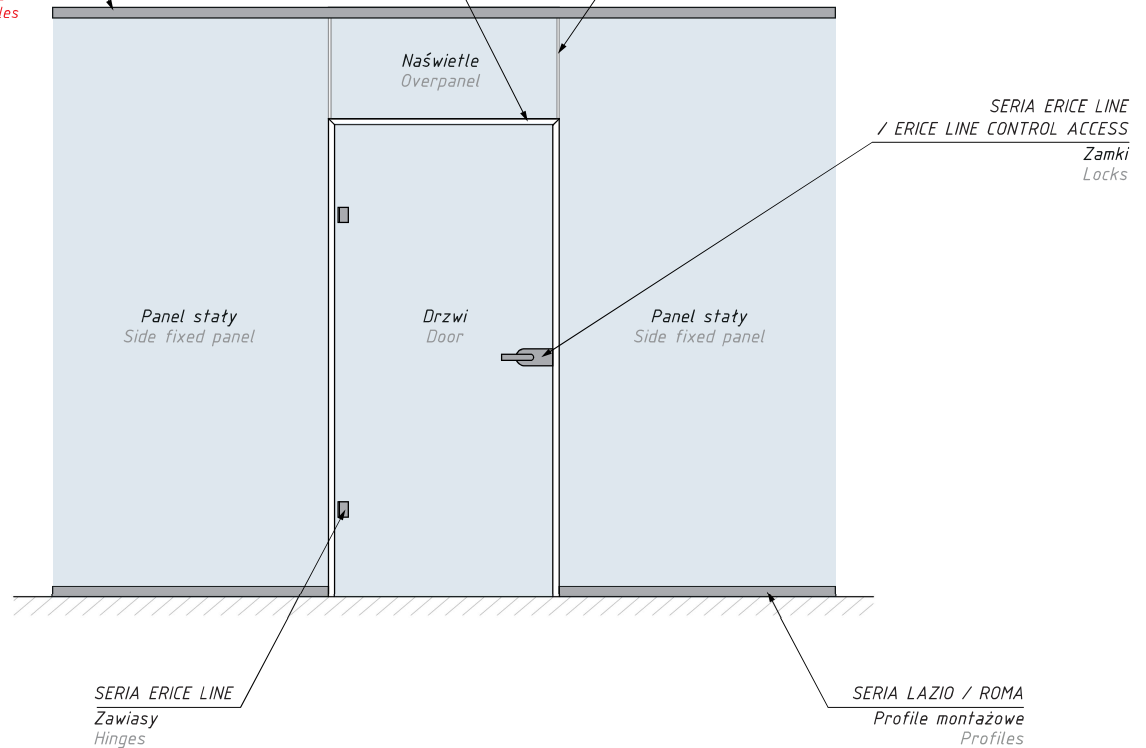 Naświetle
Overpanel
SERIA ERICE LINE
/ ERICE LINE CONTROL ACCESS
Zamki
Locks
Panel stały
Side fixed panel
Drzwi
Door
Panel stały
Side fixed panel
SERIA ERICE LINE
Zawiasy
Hinges
SERIA LAZIO / ROMA
Profile montażowe
Profiles